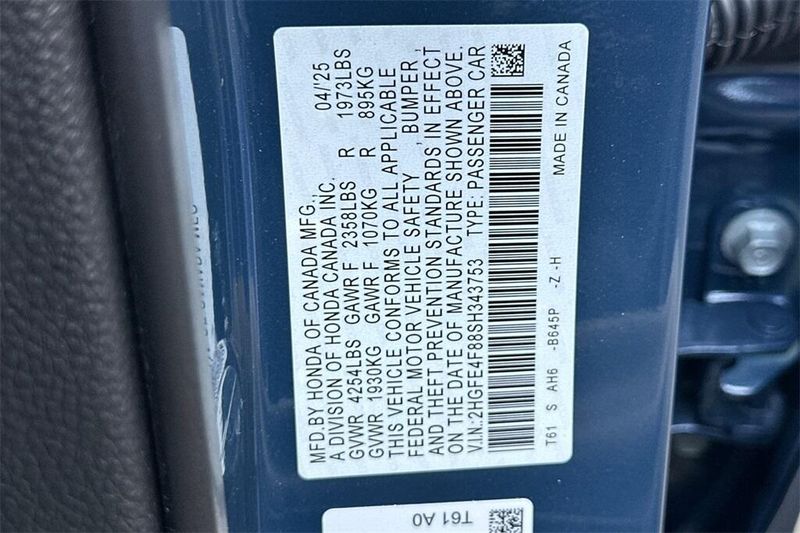 MFD.BY HONDA OF CANADA MFG.,
A DIVISION OF HONDA CANADA INC. 04/'25
GVWR 4254LBS GAWR F 2358LBS R 1973LBS
GVWR 1930KG GAWR F 1070KG R 895KG
THIS VEHICLE CONFORMS TO ALL APPLICABLE
FEDERAL MOTOR VEHICLE SAFETY, BUMPER,
AND THEFT PREVENTION STANDARDS IN EFFECT
ON THE DATE OF MANUFACTURE SHOWN ABOVE.
V.I.N.:2HGFE4F88SH343753 TYPE: PASSENGER CAR
T61 S AH6 -B645P -Z -H MADE IN CANADA
T61 A0